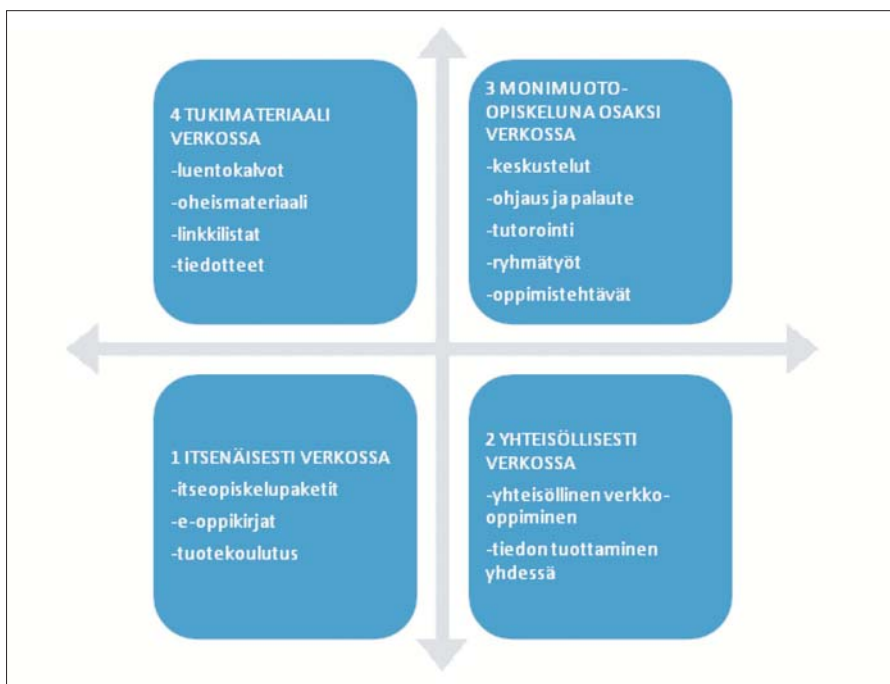 4 TUKIMATERIAALI
VERKOSSA
-luentokalvot
-oheismateriaali
-linkkilistat
-tiedotteet
3 MONIMUOTO-
OPISKELUNA OSAKSI
VERKOSSA
-keskustelut
-ohjaus ja palaute
-tutorointi
-ryhmätyöt
-oppimistehtävät
1 ITSENÄISESTI VERKOSSA
-itseopiskelupaketit
-e-oppikirjat
-tuotekoulutus
2 YHTEISÖLLISESTI
VERKOSSA
-yhteisöllinen verkko-
oppiminen
-tiedon tuottaminen
yhdessä